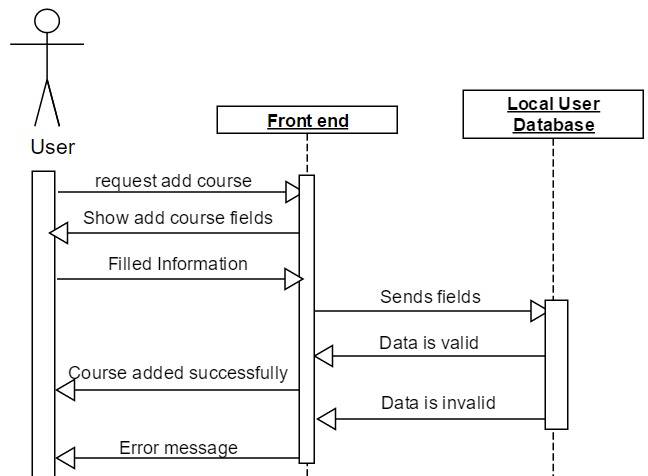 User
Front end
Local User
Database
request add course
Show add course fields
Filled Information
Sends fields
Data is valid
Course added successfully
Data is invalid
Error message